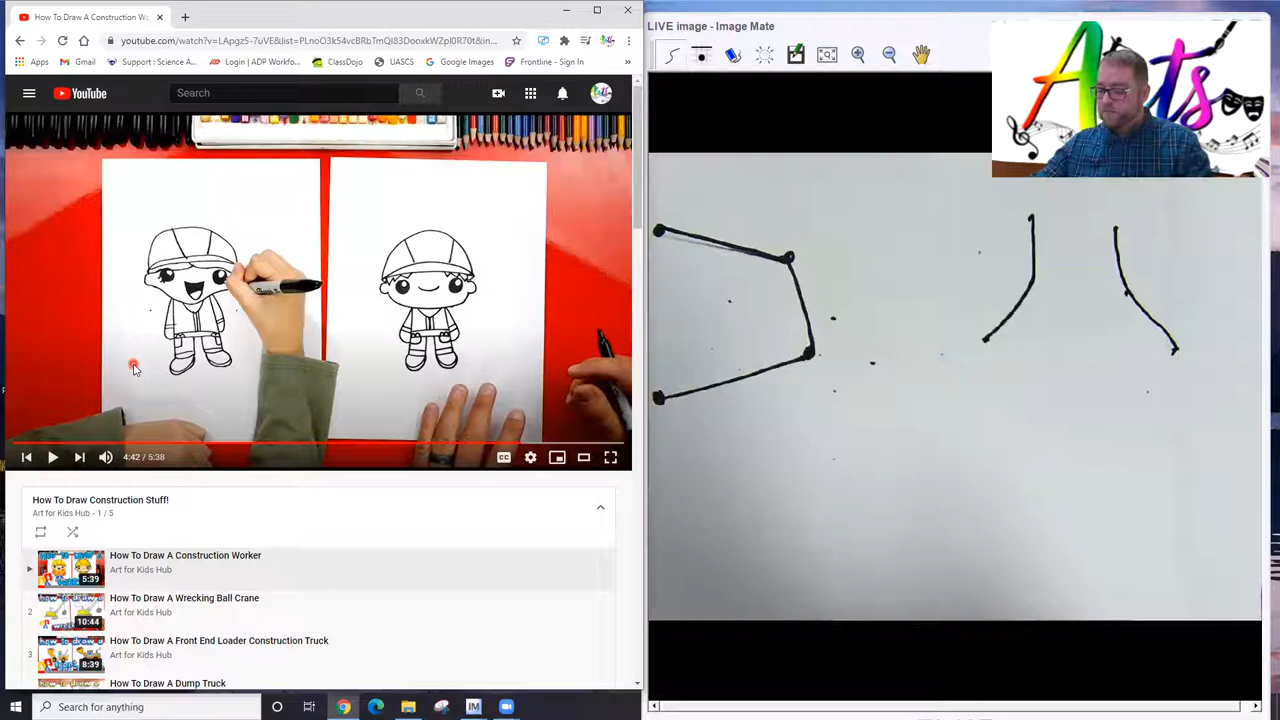 How To Draw A Construction Wo
youtube.com/watch?v=LApgz5-7uVE&list=PLnoO3k54vcBRbTmJI83DooxkWZpI0R70t&in...
Apps Gmail Support : Science A... Login | ADP Workfo... ClassDojo UASCS Google Images Frontline - Sign In
YouTube
Search
4:42 / 5:38
How To Draw Construction Stuff!
Art for Kids Hub - 1 / 5
How To Draw A Construction Worker
Art for Kids Hub
5:39
2
How To Draw A Wrecking Ball Crane
Art for Kids Hub
10:44
3
How To Draw A Front End Loader Construction Truck
Art for Kids Hub
8:39
How To Draw A Dump Truck
Search for anything
LIVE image - Image Mate
Arts